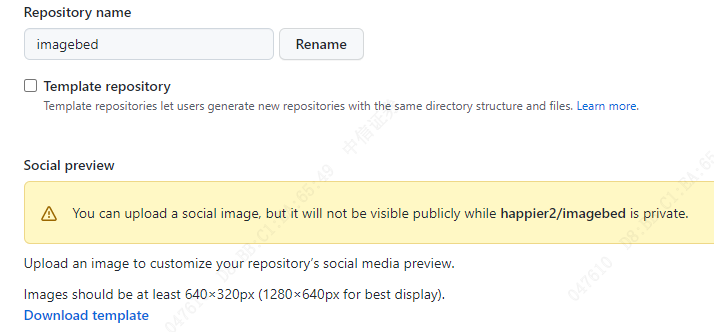 Repository name
imagebed Rename
Template repository
Template repositories let users generate new repositories with the same directory structure and files. Learn more.
Social preview
You can upload a social image, but it will not be visible publicly while happier2/imagebed is private.
Upload an image to customize your repository’s social media preview.
Images should be at least 640×320px (1280×640px for best display).
Download template